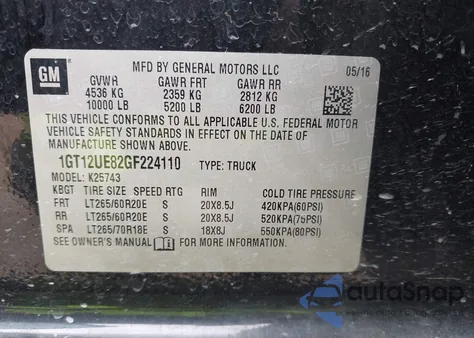 GM
MFD BY GENERAL MOTORS LLC
05/16
GVWR GAWR FRT GAWR RR
4536 KG 2359 KG 2812 KG
10000 LB 5200 LB 6200 LB
THIS VEHICLE CONFORMS TO ALL APPLICABLE U.S. FEDERAL MOTOR
VEHICLE SAFETY STANDARDS IN EFFECT ON THE DATE OF
MANUFACTURE SHOWN ABOVE.
1GT12UE82GF224110 TYPE: TRUCK
MODEL: K25743
KBGT TIRE SIZE SPEED RTG RIM
FRT LT265/60R20E S 20X8.5J 420KPA(60PSI)
RR LT265/60R20E S 20X8.5J 520KPA(75PSI)
SPA LT265/70R18E S 18X8J 550KPA(80PSI)
SEE OWNER'S MANUAL FOR MORE INFORMATION
autoSnap